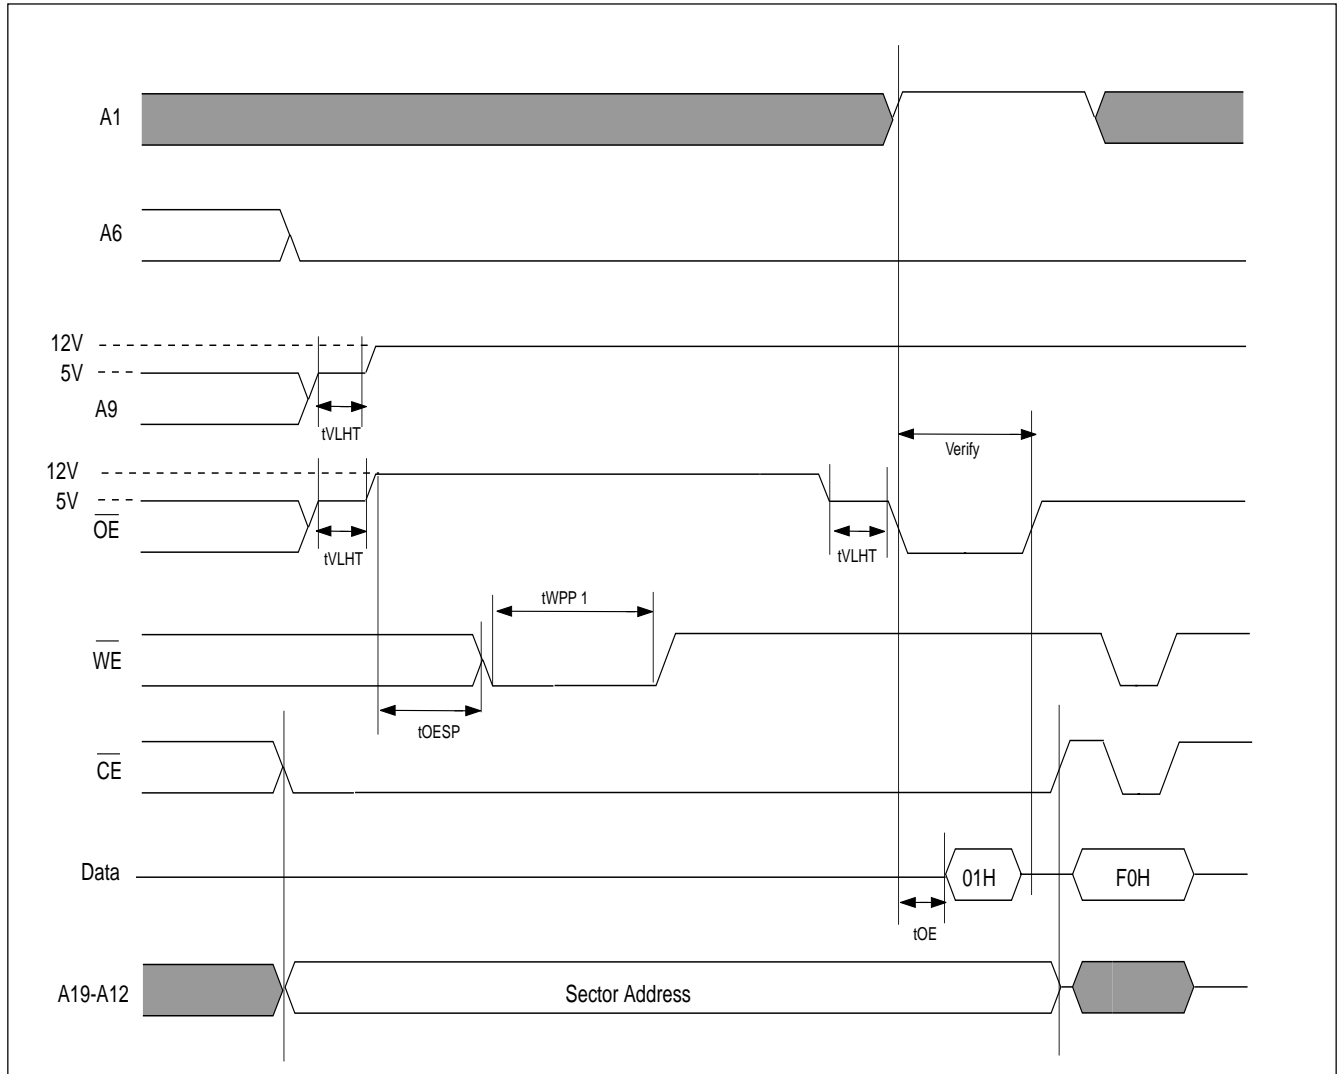 A1
A6
12V
5V
A9
tVLHT
Verify
12V
5V
OE
tVLHT
tVLHT
tWPP 1
WE
tOESP
CE
Data
01H
F0H
tOE
A19-A12
Sector Address